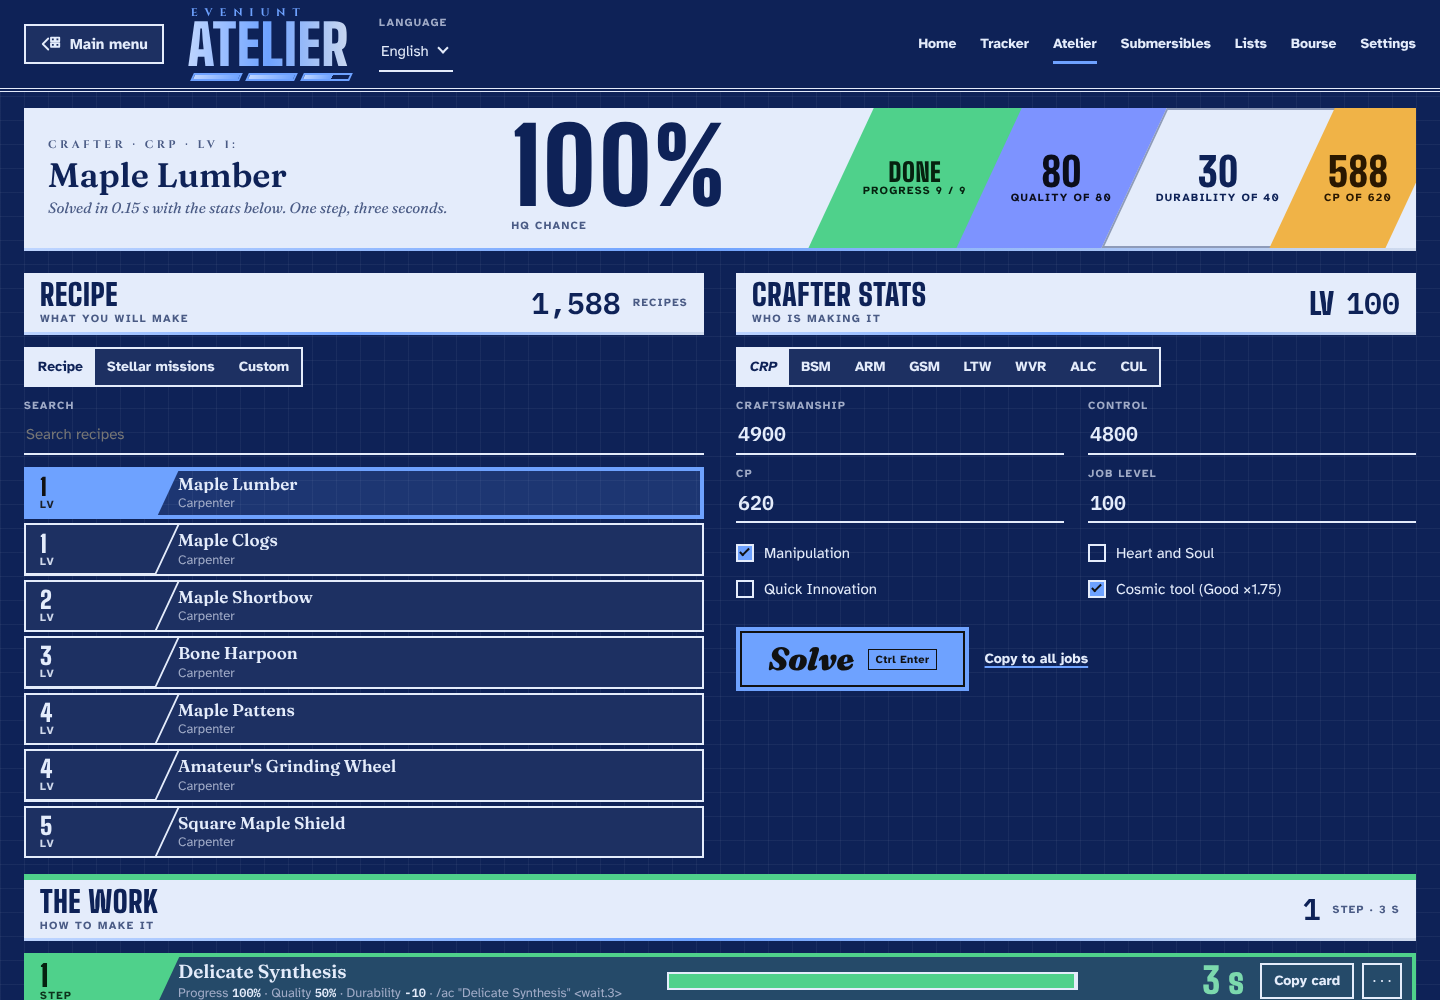 Main menu
EVENIUNT
ATELIER
LANGUAGE
English
Home
Tracker
Atelier
Submersibles
Lists
Bourse
Settings
CRAFTER · CRP · LV 1:
Maple Lumber
Solved in 0.15 s with the stats below. One step, three seconds.
100%
HQ CHANCE
DONE
PROGRESS 9 / 9
80
QUALITY OF 80
30
DURABILITY OF 40
588
CP OF 620
RECIPE
WHAT YOU WILL MAKE
1,588 RECIPES
Recipe
Stellar missions
Custom
SEARCH
Search recipes
1
LV
Maple Lumber
Carpenter
1
LV
Maple Clogs
Carpenter
2
LV
Maple Shortbow
Carpenter
3
LV
Bone Harpoon
Carpenter
4
LV
Maple Pattens
Carpenter
4
LV
Amateur's Grinding Wheel
Carpenter
5
LV
Square Maple Shield
Carpenter
CRAFTER STATS
WHO IS MAKING IT
LV 100
CRP
BSM
ARM
GSM
LTW
WVR
ALC
CUL
CRAFTSMANSHIP
4900
CONTROL
4800
CP
620
JOB LEVEL
100
Manipulation
Heart and Soul
Quick Innovation
Cosmic tool (Good ×1.75)
Solve
Ctrl Enter
Copy to all jobs
THE WORK
HOW TO MAKE IT
1 STEP · 3 S
1
STEP
Delicate Synthesis
Progress 100% · Quality 50% · Durability -10 · /ac "Delicate Synthesis" <wait.3>
3 s
Copy card
...